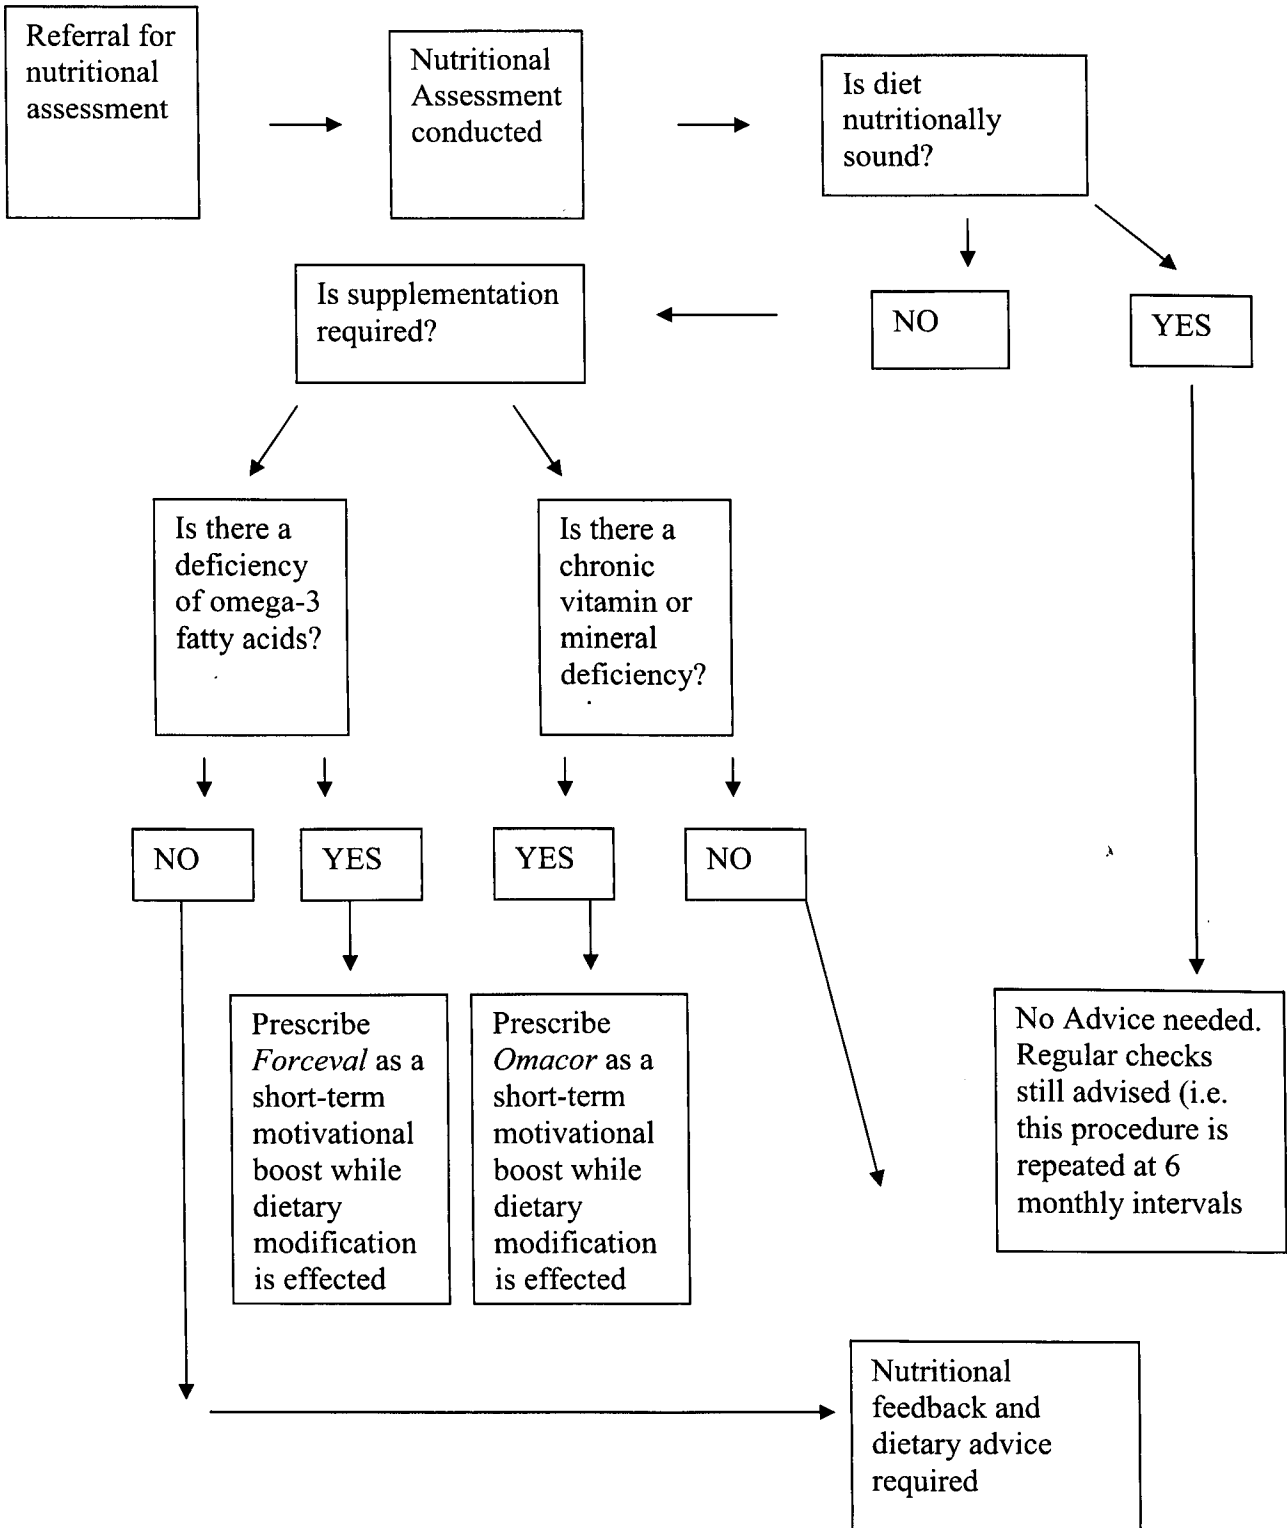 Referral for
nutritional
assessment
Nutritional
Assessment
conducted
Is diet
nutritionally
sound?
Is supplementation
required?
NO
YES
Is there a
deficiency
of omega-3
fatty acids?
Is there a
chronic
vitamin or
mineral
deficiency?
NO
YES
YES
NO
Prescribe
Forceval as a
short-term
motivational
boost while
dietary
modification
is effected
Prescribe
Omacor as a
short-term
motivational
boost while
dietary
modification
is effected
No Advice needed.
Regular checks
still advised (i.e.
this procedure is
repeated at 6
monthly intervals
Nutritional
feedback and
dietary advice
required